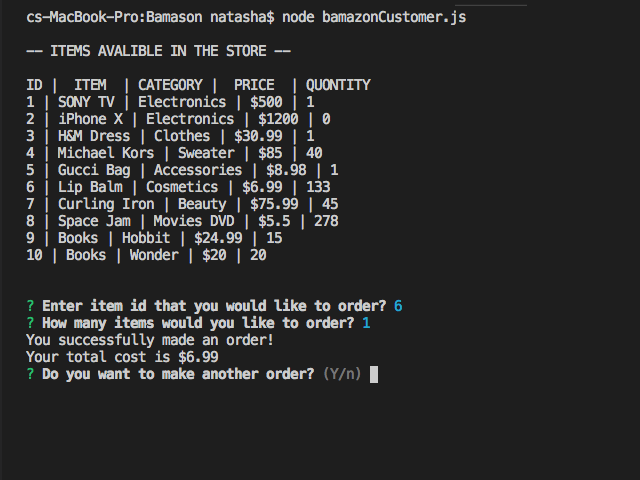 cs-MacBook-Pro:Bamason natasha$ node bamazonCustomer.js
-- ITEMS AVALIBLE IN THE STORE --
ID |  ITEM  | CATEGORY |  PRICE  | QUONTITY
1 | SONY TV | Electronics | $500 | 1
2 | iPhone X | Electronics | $1200 | 0
3 | H&M Dress | Clothes | $30.99 | 1
4 | Michael Kors | Sweater | $85 | 40
5 | Gucci Bag | Accessories | $8.98 | 1
6 | Lip Balm | Cosmetics | $6.99 | 133
7 | Curling Iron | Beauty | $75.99 | 45
8 | Space Jam | Movies DVD | $5.5 | 278
9 | Books | Hobbit | $24.99 | 15
10 | Books | Wonder | $20 | 20
? Enter item id that you would like to order? 6
? How many items would you like to order? 1
You successfully made an order!
Your total cost is $6.99
? Do you want to make another order? (Y/n)